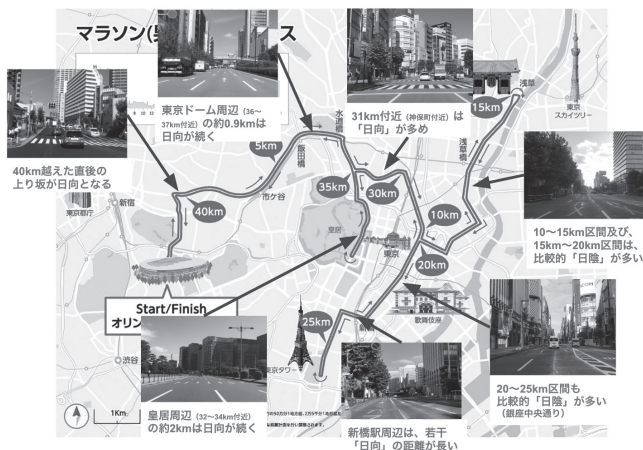 マラソン(
ス
東京ドーム周辺 (36〜
37km付近) の約0.9kmは
日向が続く
31km付近 (神保町付近) は
「日向」が多め
40km越えた直後の
上り坂が日向となる
10〜15km区間及び、
15km〜20km区間は、
比較的「日陰」が多い
20〜25km区間も
比較的「日陰」が多い
(銀座中央通り)
新橋駅周辺は、若干
「日向」の距離が長い
皇居周辺 (32〜34km付近)
の約2kmは日向が続く
5km
10km
15km
20km
25km
30km
35km
40km
水道橋
飯田橋
市ケ谷
浅草
浅草橋
東京
スカイツリー
皇居
東京
歌舞伎座
東京タワー
新宿
東京都庁
渋谷
Start/Finish
オリン
1Km